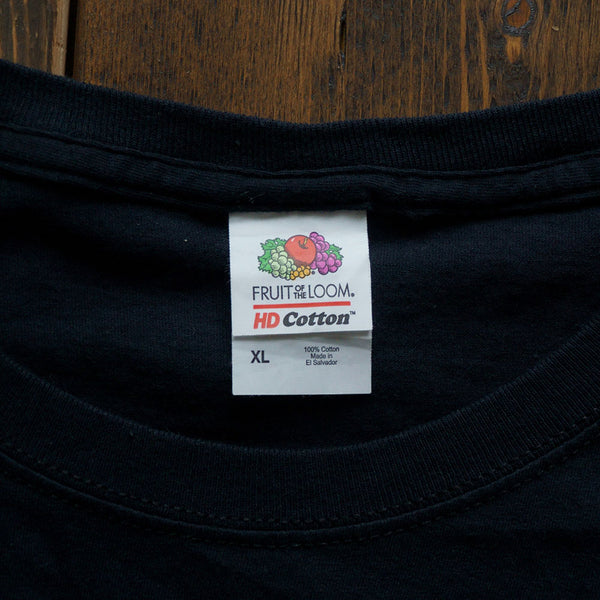 FRUIT OF THE LOOM®
HD Cotton™
XL
100% Cotton
Made in
El Salvador